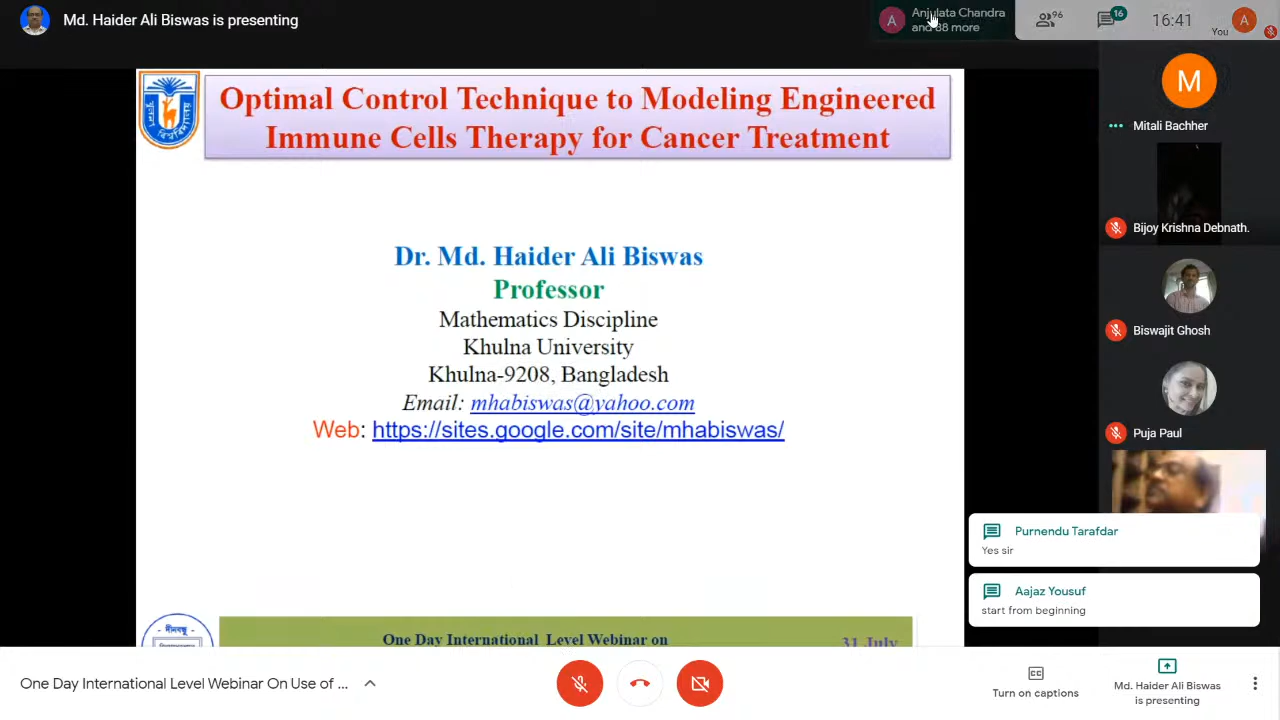 Md. Haider Ali Biswas is presenting
A
Anjulata Chandra
and 88 more
96
16
16:41
You
A
Optimal Control Technique to Modeling Engineered
Immune Cells Therapy for Cancer Treatment
Dr. Md. Haider Ali Biswas
Professor
Mathematics Discipline
Khulna University
Khulna-9208, Bangladesh
Email: mhabiswas@yahoo.com
Web: https://sites.google.com/site/mhabiswas/
দীনবন্ধু
One Day International Level Webinar on
31 July
M
Mitali Bachher
Bijoy Krishna Debnath.
Biswajit Ghosh
Puja Paul
Purnendu Tarafdar
Yes sir
Aajaz Yousuf
start from beginning
One Day International Level Webinar On Use of ...
Turn on captions
Md. Haider Ali Biswas
is presenting